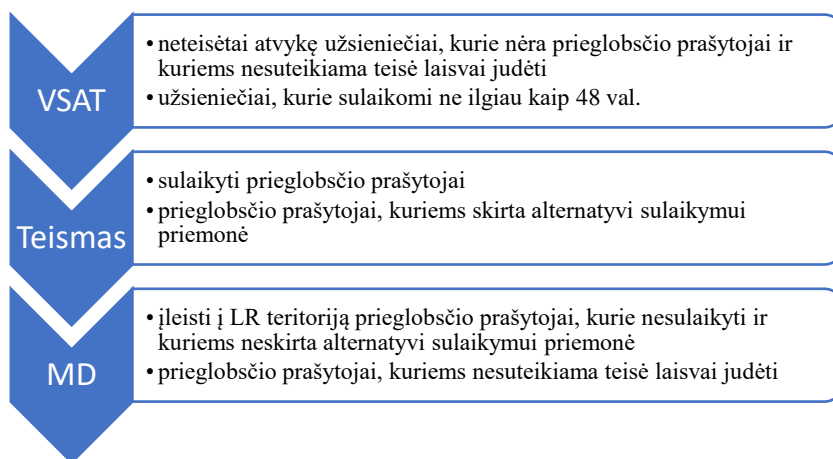 VSAT
• neteisėtai atvykę užsieniečiai, kurie nėra prieglobsčio prašytojai ir
kuriems nesuteikiama teisė laisvai judėti
• užsieniečiai, kurie sulaikomi ne ilgiau kaip 48 val.
Teismas
• sulaikyti prieglobsčio prašytojai
• prieglobsčio prašytojai, kuriems skirta alternatyvi sulaikymui
priemonė
MD
• įleisti į LR teritoriją prieglobsčio prašytojai, kurie nesulaikyti ir
kuriems neskirta alternatyvi sulaikymui priemonė
• prieglobsčio prašytojai, kuriems nesuteikiama teisė laisvai judėti